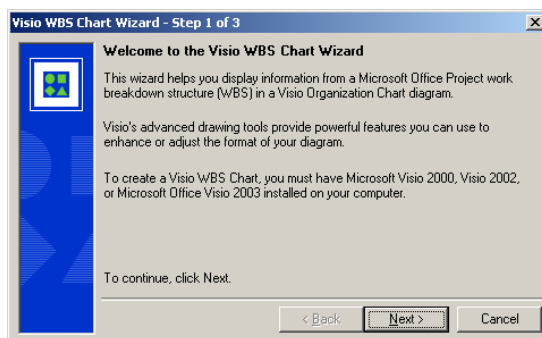 Visio WBS Chart Wizard - Step 1 of 3
Welcome to the Visio WBS Chart Wizard
This wizard helps you display information from a Microsoft Office Project work
breakdown structure (WBS) in a Visio Organization Chart diagram.
Visio's advanced drawing tools provide powerful features you can use to
enhance or adjust the format of your diagram.
To create a Visio WBS Chart, you must have Microsoft Visio 2000, Visio 2002,
or Microsoft Office Visio 2003 installed on your computer.
To continue, click Next.
< Back Next > Cancel